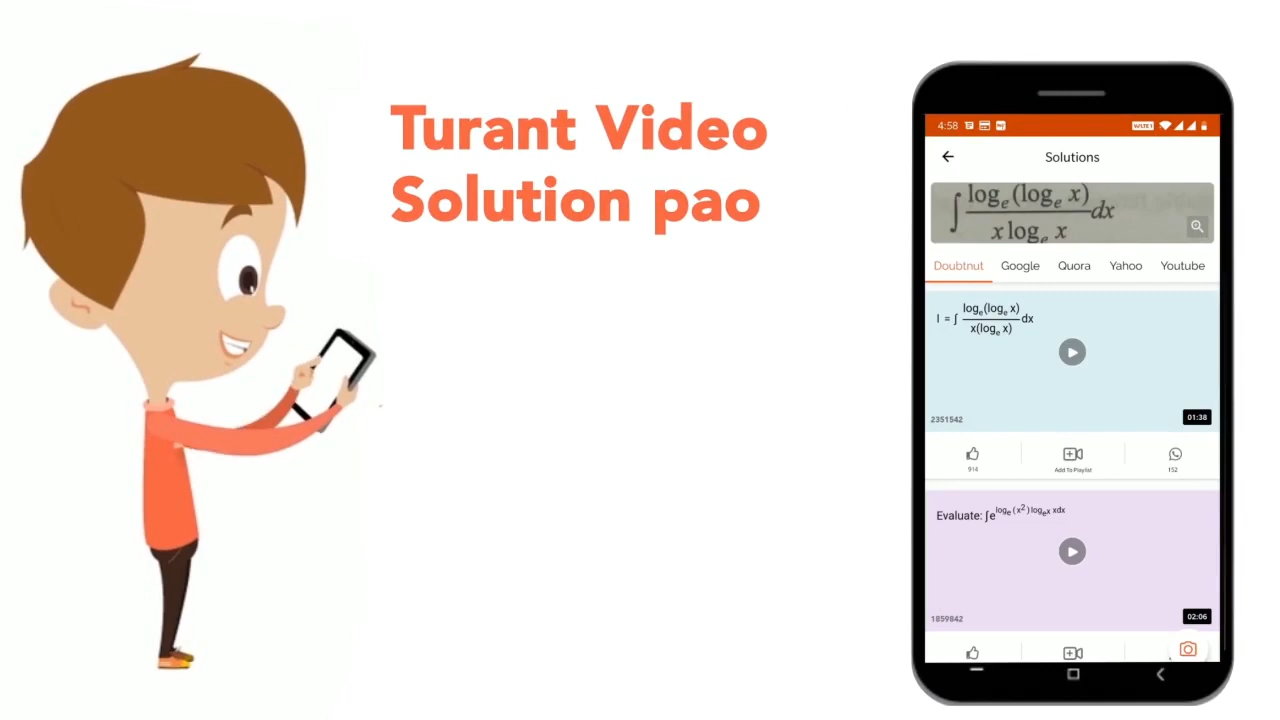 Turant Video
Solution pao
4:58
VoLTE1
Solutions
∫ logₑ(logₑ x) / x logₑ x dx
Doubtnut Google Quora Yahoo Youtube
I = ∫ logₑ(logₑ x) / x(logₑ x) dx
2351542 01:38
914 Add To Playlist 152
Evaluate: ∫e^logₑ(x²)logₑx xdx
1859842 02:06